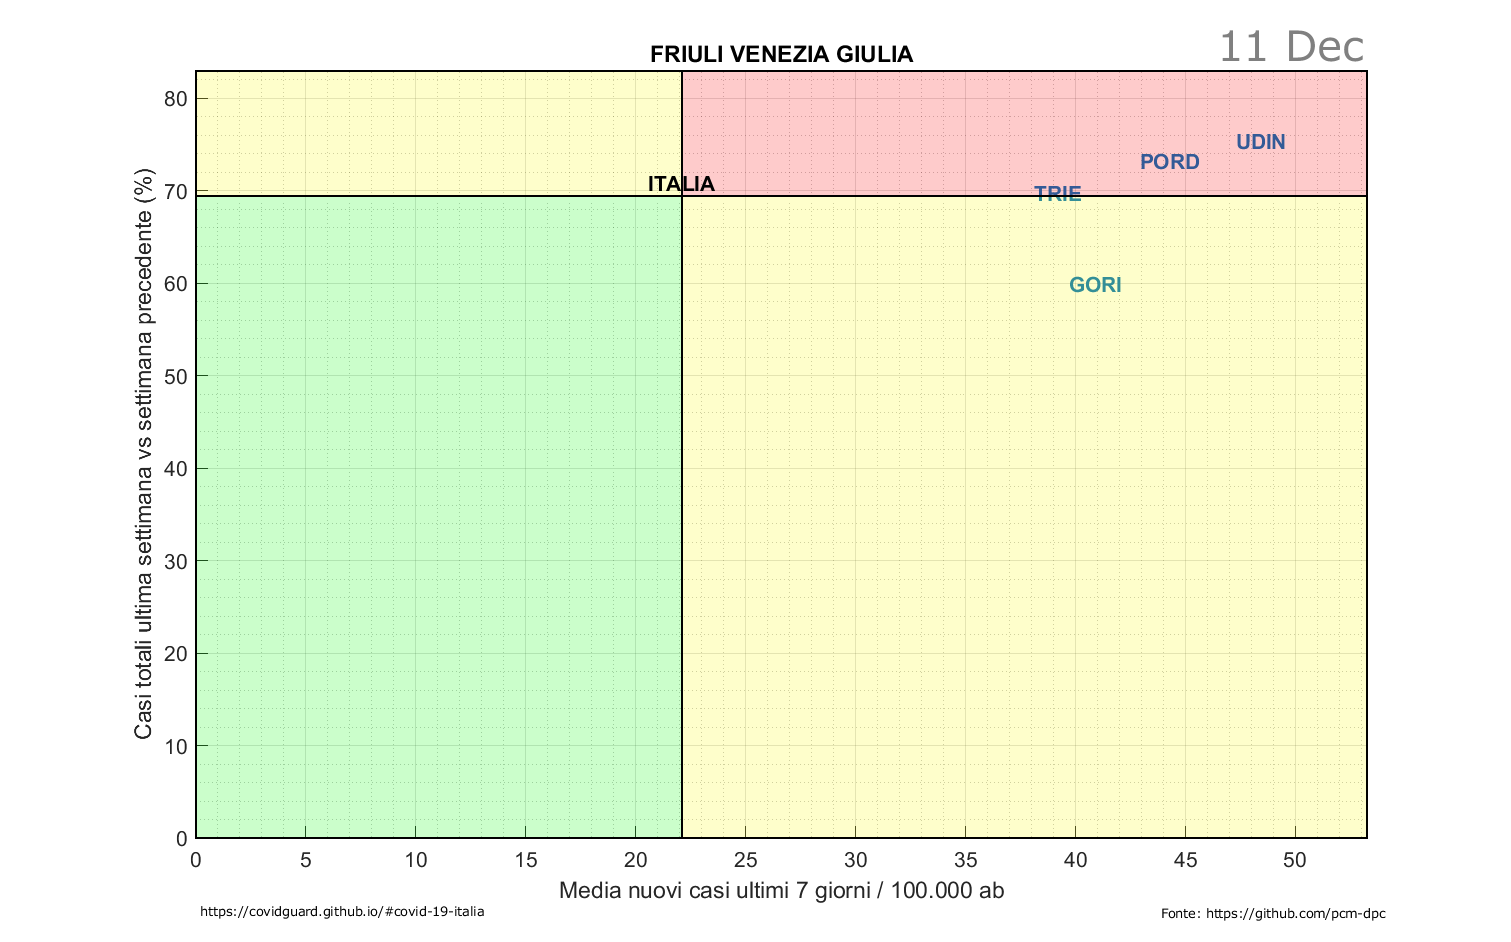 11 Dec
FRIULI VENEZIA GIULIA
Casi totali ultima settimana vs settimana precedente (%)
80
70
60
50
40
30
20
10
0
UDIN
PORD
ITALIA
TRIE
GORI
0 5 10 15 20 25 30 35 40 45 50
Media nuovi casi ultimi 7 giorni / 100.000 ab
https://covidguard.github.io/#covid-19-italia
Fonte: https://github.com/pcm-dpc